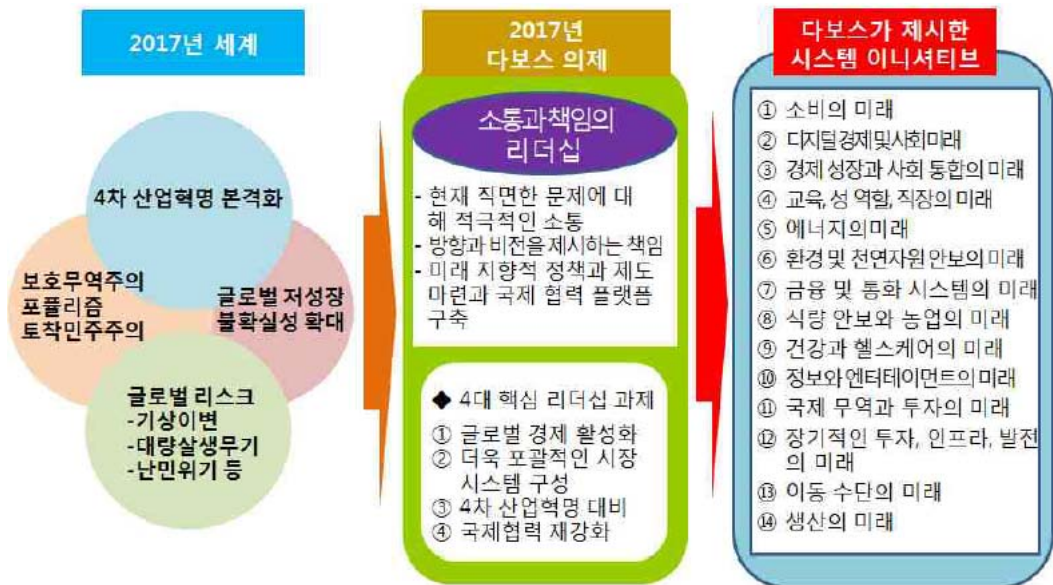 2017년 세계
4차 산업혁명 본격화
보호무역주의
포퓰리즘
토착민주주의
글로벌 저성장
불확실성 확대
글로벌 리스크
-기상이변
-대량살생무기
-난민위기 등
2017년
다보스 의제
소통과 책임의
리더십
- 현재 직면한 문제에 대
해 적극적인 소통
- 방향과 비전을 제시하는 책임
- 미래 지향적 정책과 제도
마련과 국제 협력 플랫폼
구축
◆ 4대 핵심 리더십 과제
① 글로벌 경제 활성화
② 더욱 포괄적인 시장
시스템 구성
③ 4차 산업혁명 대비
④ 국제협력 재강화
다보스가 제시한
시스템 이니셔티브
① 소비의 미래
② 디지털 경제 및 사회 미래
③ 경제 성장과 사회 통합의 미래
④ 교육, 성 역할, 직장의 미래
⑤ 에너지의 미래
⑥ 환경 및 천연자원 안보의 미래
⑦ 금융 및 통화 시스템의 미래
⑧ 식량 안보와 농업의 미래
⑨ 건강과 헬스케어의 미래
⑩ 정보와 엔터테이먼트의 미래
⑪ 국제 무역과 투자의 미래
⑫ 장기적인 투자, 인프라, 발전
의 미래
⑬ 이동 수단의 미래
⑭ 생산의 미래